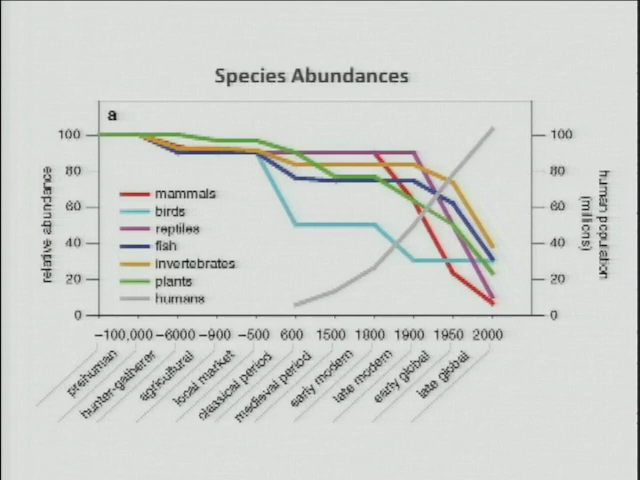 Species Abundances
a
100
80
60
40
20
0
relative abundance
mammals
birds
reptiles
fish
invertebrates
plants
humans
100
80
60
40
20
0
human population
(millions)
−100,000 −6000 −900 −500 600 1500 1800 1900 1950 2000
prehuman
hunter-gatherer
agricultural
local market
classical period
medieval period
early modern
late modern
early global
late global